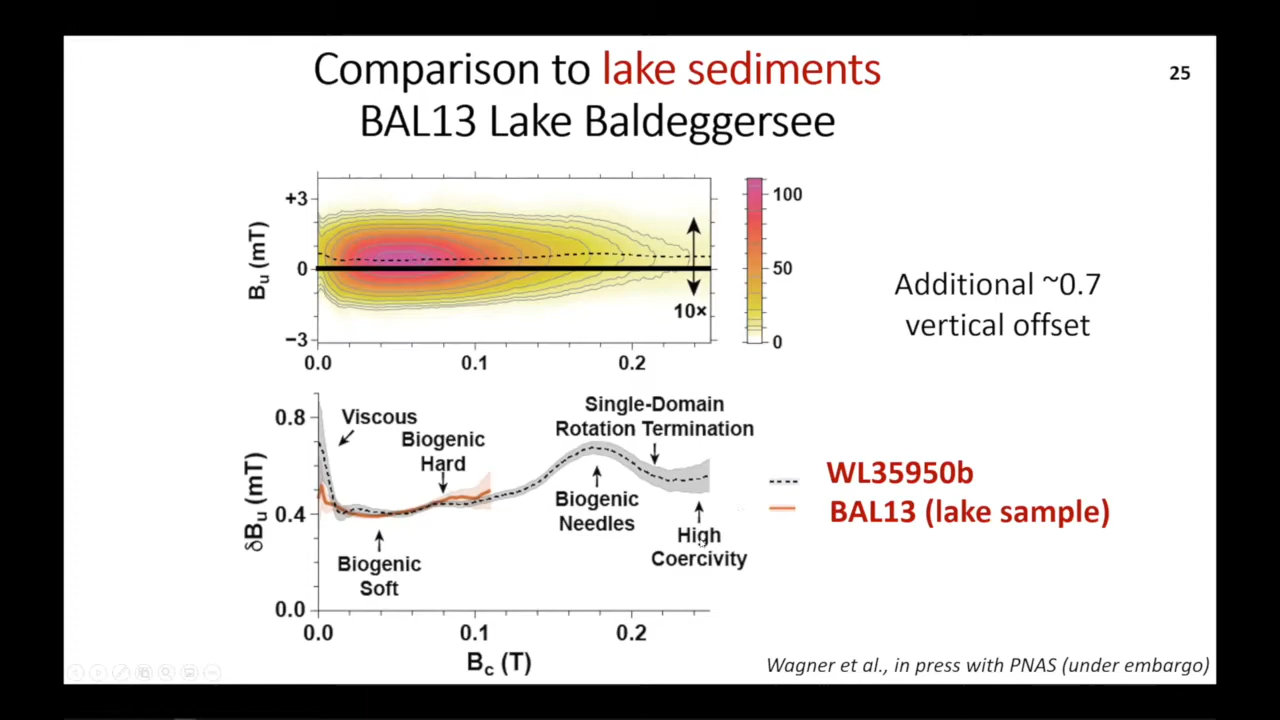 Comparison to lake sediments
25
BAL13 Lake Baldeggersee
+3
0
−3
Bu (mT)
0.0
0.1
0.2
10×
100
50
0
Additional ~0.7
vertical offset
0.8
0.4
0.0
δBu (mT)
Viscous
Biogenic
Hard
Single-Domain
Rotation Termination
Biogenic
Soft
Biogenic
Needles
High
Coercivity
0.0
0.1
0.2
Bc (T)
WL35950b
BAL13 (lake sample)
Wagner et al., in press with PNAS (under embargo)